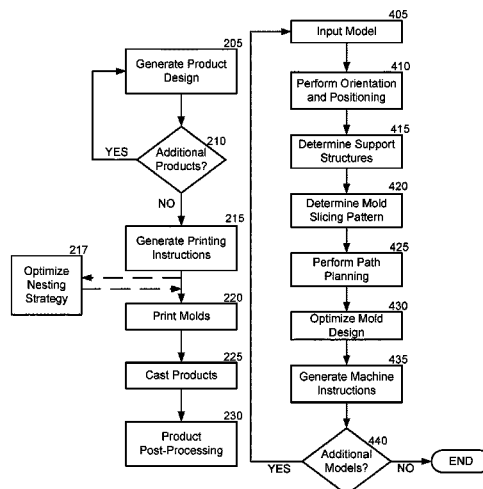 205
Generate Product
Design
210
Additional
Products?
YES
NO
215
Generate Printing
Instructions
217
Optimize
Nesting
Strategy
220
Print Molds
225
Cast Products
230
Product
Post-Processing
405
Input Model
410
Perform Orientation
and Positioning
415
Determine Support
Structures
420
Determine Mold
Slicing Pattern
425
Perform Path
Planning
430
Optimize Mold
Design
435
Generate Machine
Instructions
440
Additional
Models?
YES
NO
END